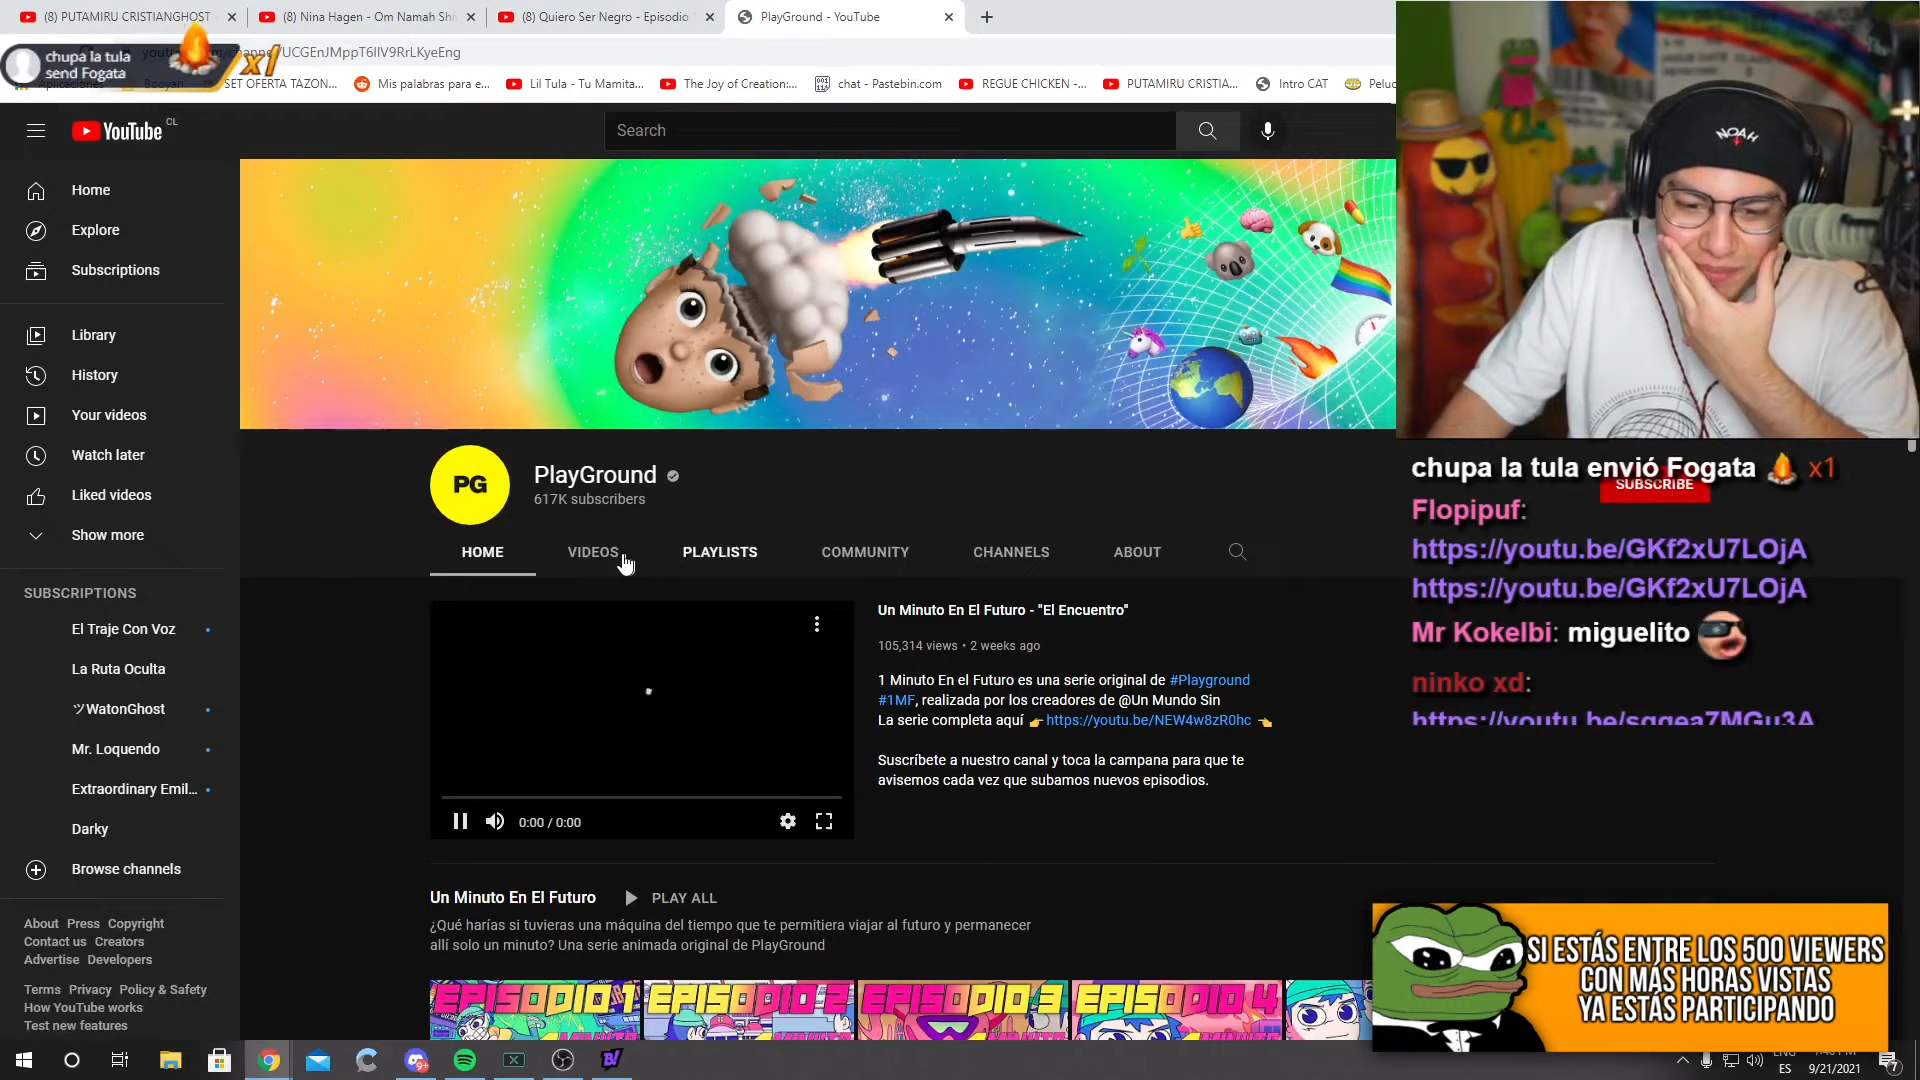 (8) PUTAMIRU CRISTIANGHOST -
(8) Nina Hagen - Om Namah Shi
(8) Quiero Ser Negro - Episodio
PlayGround - YouTube
chupa la tula
send Fogata
x1
UCGEnJMppT6IIV9RrLKyeEng
SET OFERTA TAZON...
Mis palabras para e...
Lil Tula - Tu Mamita...
The Joy of Creation:...
chat - Pastebin.com
REGUE CHICKEN -...
PUTAMIRU CRISTIA...
Intro CAT
YouTube CL
Search
NOAH
Home
Explore
Subscriptions
Library
History
Your videos
Watch later
Liked videos
Show more
SUBSCRIPTIONS
El Traje Con Voz
La Ruta Oculta
ツWatonGhost
Mr. Loquendo
Extraordinary Emil...
Darky
Browse channels
About Press Copyright
Contact us Creators
Advertise Developers
Terms Privacy Policy & Safety
How YouTube works
Test new features
PG
PlayGround
617K subscribers
SUBSCRIBE
HOME
VIDEOS
PLAYLISTS
COMMUNITY
CHANNELS
ABOUT
0:00 / 0:00
Un Minuto En El Futuro - "El Encuentro"
105,314 views • 2 weeks ago
1 Minuto En el Futuro es una serie original de #Playground
#1MF, realizada por los creadores de @Un Mundo Sin
La serie completa aquí 👉 https://youtu.be/NEW4w8zR0hc 👈
Suscríbete a nuestro canal y toca la campana para que te
avisemos cada vez que subamos nuevos episodios.
Un Minuto En El Futuro
PLAY ALL
¿Qué harías si tuvieras una máquina del tiempo que te permitiera viajar al futuro y permanecer
allí solo un minuto? Una serie animada original de PlayGround
EPISODIO 1
EPISODIO 2
EPISODIO 3
EPISODIO 4
chupa la tula envió Fogata x1
Flopipuf:
https://youtu.be/GKf2xU7LOjA
https://youtu.be/GKf2xU7LOjA
Mr Kokelbi: miguelito
ninko xd:
https://youtu.be/sqgea7MGu3A
SI ESTÁS ENTRE LOS 500 VIEWERS
CON MÁS HORAS VISTAS
YA ESTÁS PARTICIPANDO
ES
9/21/2021
7